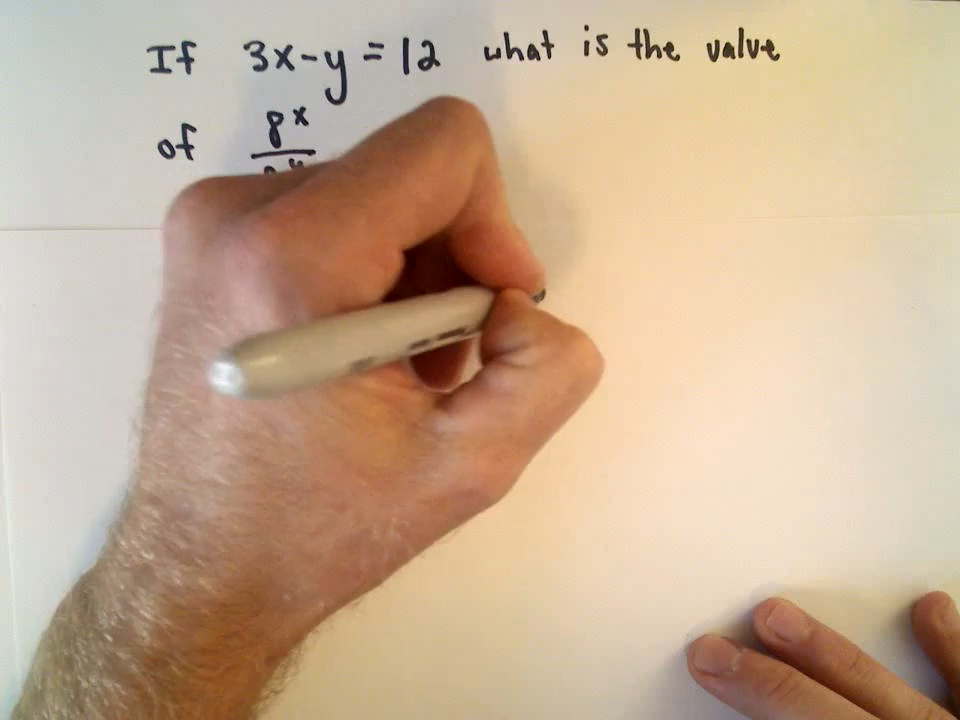 If 3x-y=12 what is the value
of 8^x